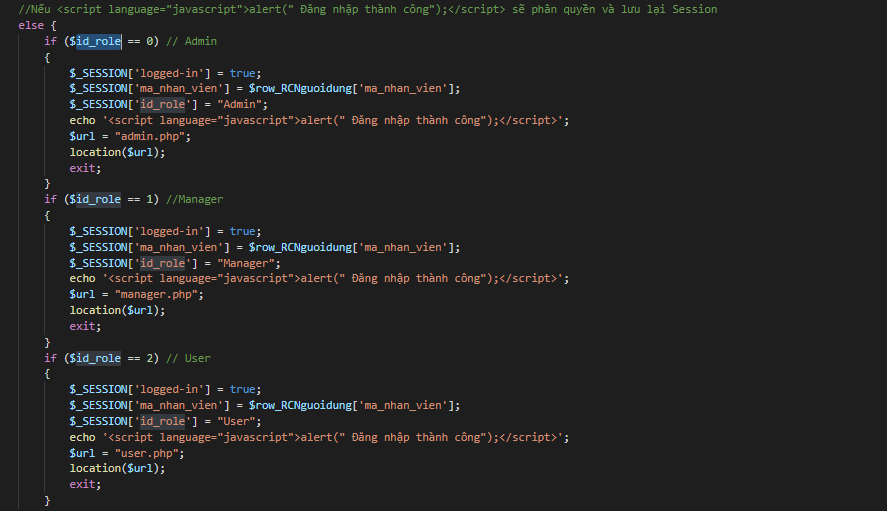 //Nếu <script language="javascript">alert(" Đăng nhập thành công");</script> sẽ phân quyền và lưu lại Session
else {
    if ($id_role == 0) // Admin
    {
        $_SESSION['logged-in'] = true;
        $_SESSION['ma_nhan_vien'] = $row_RCNguoidung['ma_nhan_vien'];
        $_SESSION['id_role'] = "Admin";
        echo '<script language="javascript">alert(" Đăng nhập thành công");</script>';
        $url = "admin.php";
        location($url);
        exit;
    }
    if ($id_role == 1) //Manager
    {
        $_SESSION['logged-in'] = true;
        $_SESSION['ma_nhan_vien'] = $row_RCNguoidung['ma_nhan_vien'];
        $_SESSION['id_role'] = "Manager";
        echo '<script language="javascript">alert(" Đăng nhập thành công");</script>';
        $url = "manager.php";
        location($url);
        exit;
    }
    if ($id_role == 2) // User
    {
        $_SESSION['logged-in'] = true;
        $_SESSION['ma_nhan_vien'] = $row_RCNguoidung['ma_nhan_vien'];
        $_SESSION['id_role'] = "User";
        echo '<script language="javascript">alert(" Đăng nhập thành công");</script>';
        $url = "user.php";
        location($url);
        exit;
    }